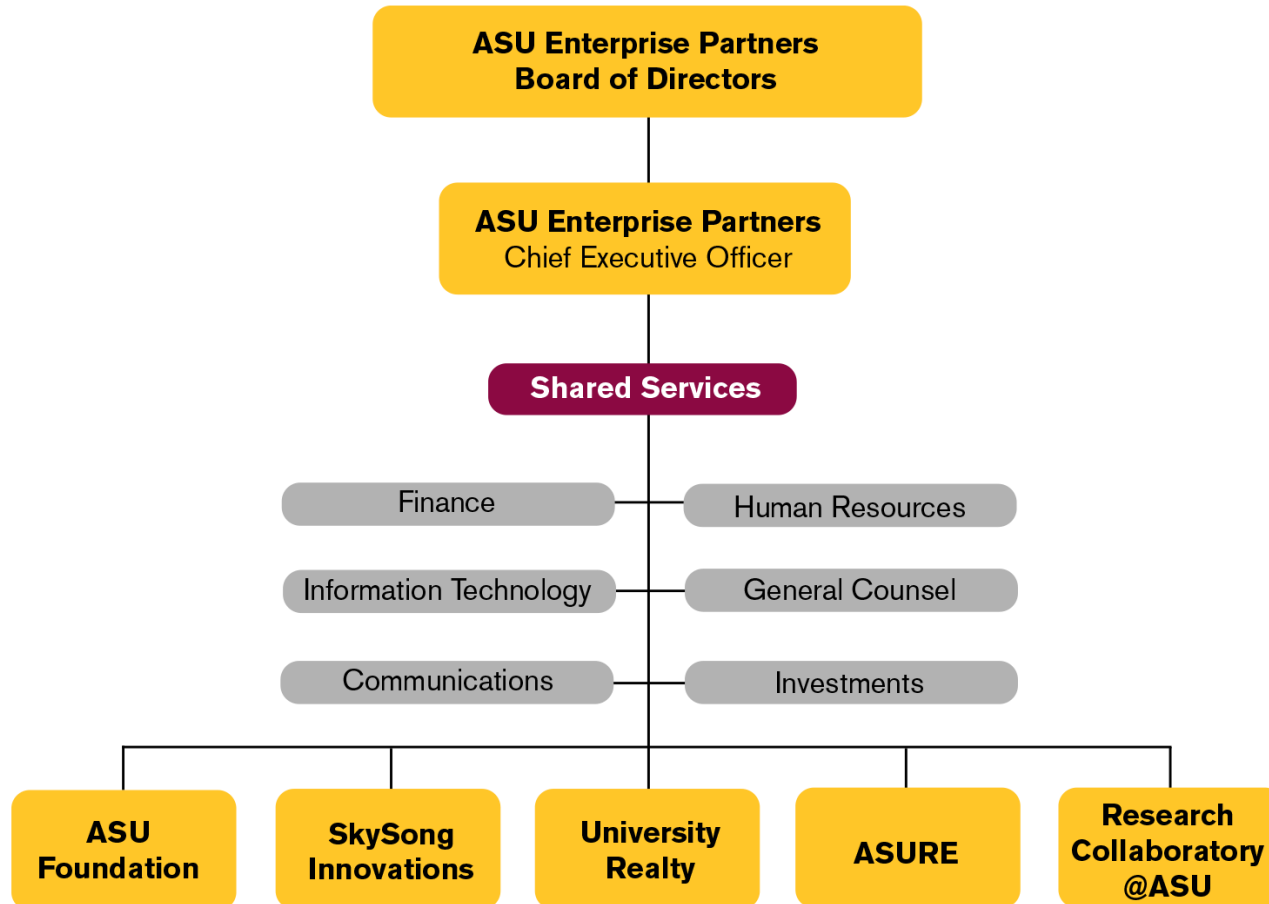 ASU Enterprise Partners
Board of Directors
ASU Enterprise Partners
Chief Executive Officer
Shared Services
Finance
Human Resources
Information Technology
General Counsel
Communications
Investments
ASU
Foundation
SkySong
Innovations
University
Realty
ASURE
Research
Collaboratory
@ASU